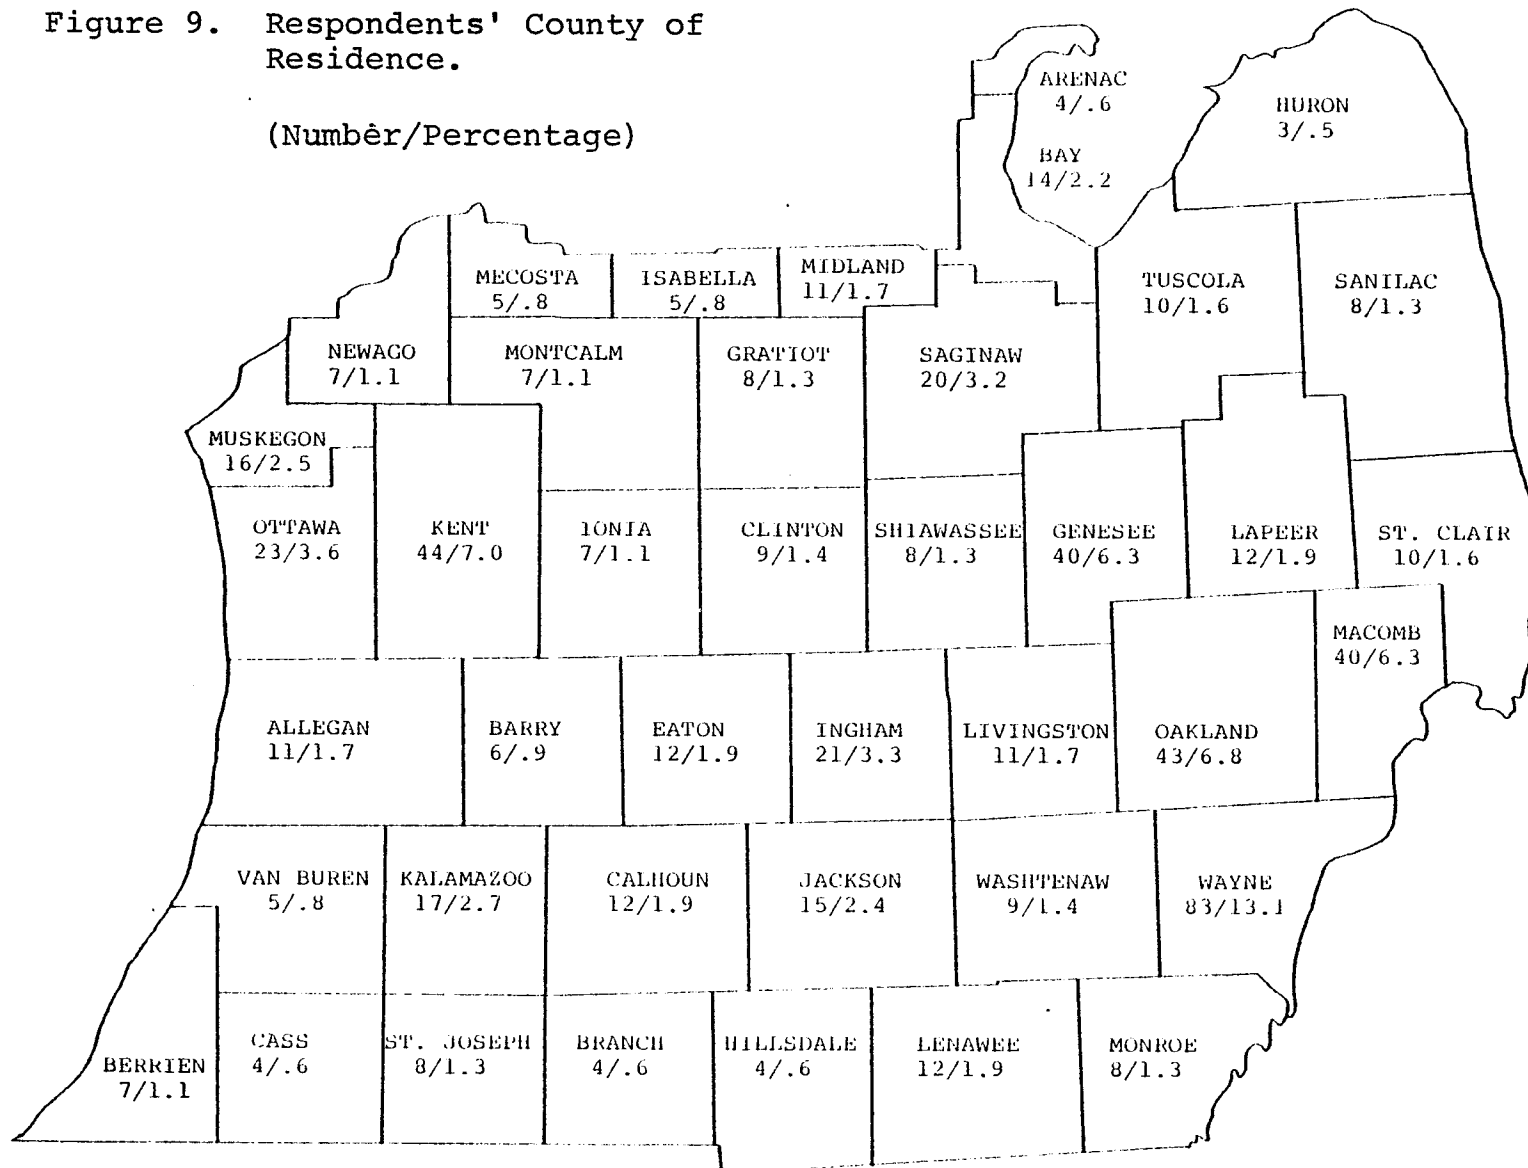 Figure 9. Respondents' County of
Residence.
(Number/Percentage)
ARENAC
4/.6
HURON
3/.5
BAY
14/2.2
MECOSTA
5/.8
ISABELLA
5/.8
MIDLAND
11/1.7
TUSCOLA
10/1.6
SANILAC
8/1.3
NEWAGO
7/1.1
MONTCALM
7/1.1
GRATIOT
8/1.3
SAGINAW
20/3.2
MUSKEGON
16/2.5
OTTAWA
23/3.6
KENT
44/7.0
IONIA
7/1.1
CLINTON
9/1.4
SHIAWASSEE
8/1.3
GENESEE
40/6.3
LAPEER
12/1.9
ST. CLAIR
10/1.6
MACOMB
40/6.3
ALLEGAN
11/1.7
BARRY
6/.9
EATON
12/1.9
INGHAM
21/3.3
LIVINGSTON
11/1.7
OAKLAND
43/6.8
VAN BUREN
5/.8
KALAMAZOO
17/2.7
CALHOUN
12/1.9
JACKSON
15/2.4
WASHTENAW
9/1.4
WAYNE
83/13.1
BERRIEN
7/1.1
CASS
4/.6
ST. JOSEPH
8/1.3
BRANCH
4/.6
HILLSDALE
4/.6
LENAWEE
12/1.9
MONROE
8/1.3